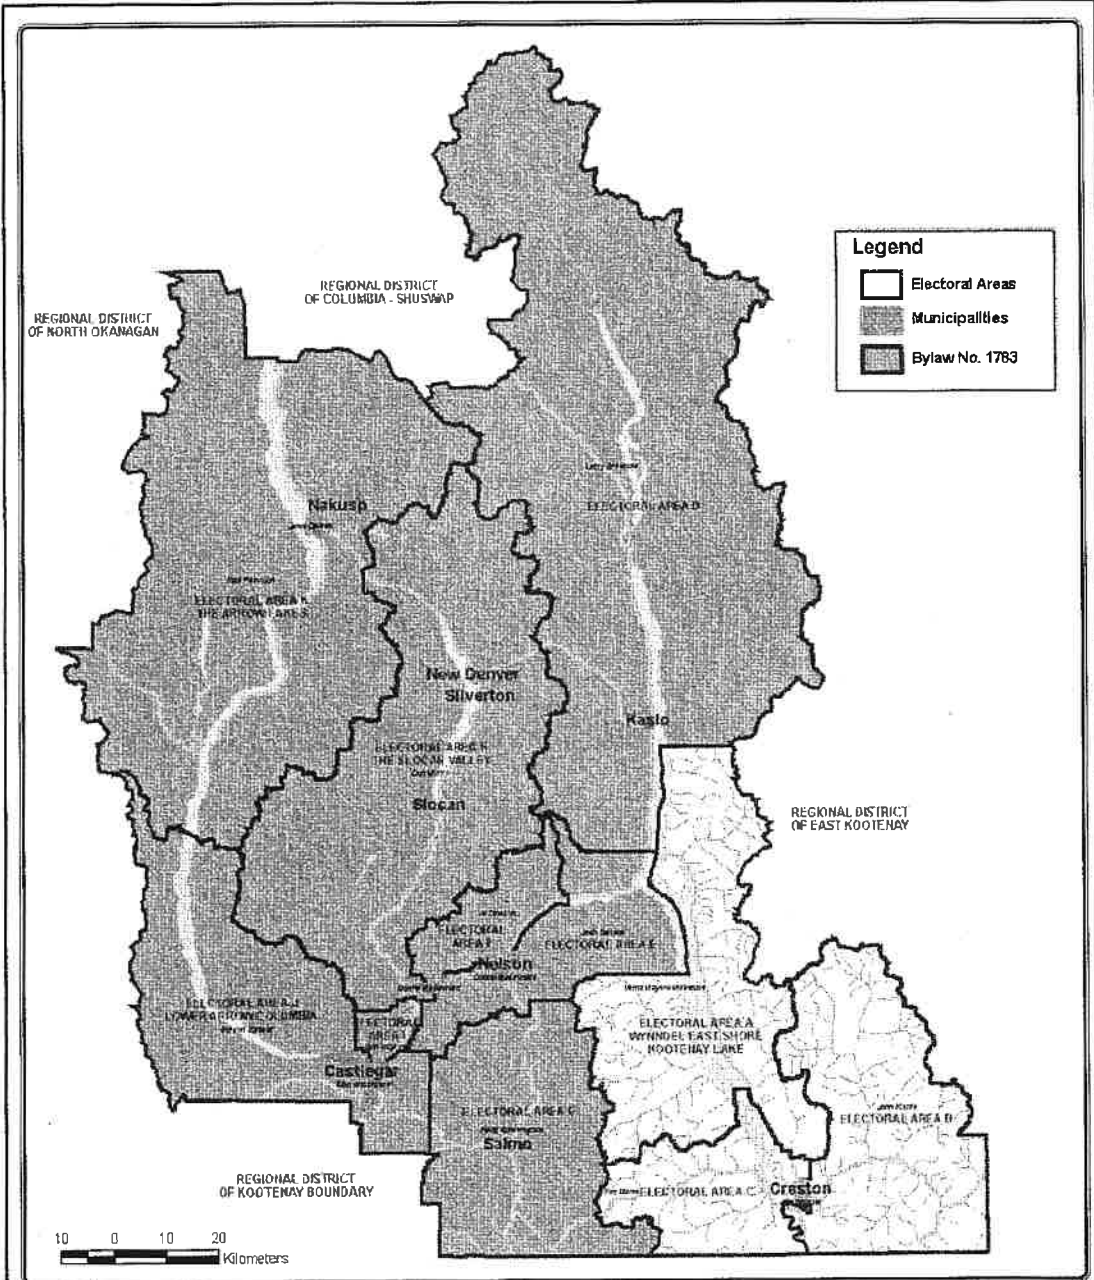 Legend
Electoral Areas
Municipalities
Bylaw No. 1783
REGIONAL DISTRICT
OF COLUMBIA - SHUSWAP
REGIONAL DISTRICT
OF NORTH OKANAGAN
Nakusp
ELECTORAL AREA D
ELECTORAL AREA K
THE ARROW LAKES
New Denver
Silverton
Kaslo
ELECTORAL AREA H
THE SLOCAN VALLEY
Slocan
REGIONAL DISTRICT
OF EAST KOOTENAY
ELECTORAL
AREA F
ELECTORAL AREA E
Nelson
ELECTORAL AREA J
LOWER ARROW/COLUMBIA
ELECTORAL
AREA I
ELECTORAL AREA A
WYNNDEL EAST SHORE
KOOTENAY LAKE
Castlegar
ELECTORAL AREA G
Salmo
ELECTORAL AREA B
REGIONAL DISTRICT
OF KOOTENAY BOUNDARY
ELECTORAL AREA C
Creston
10 0 10 20
Kilometers